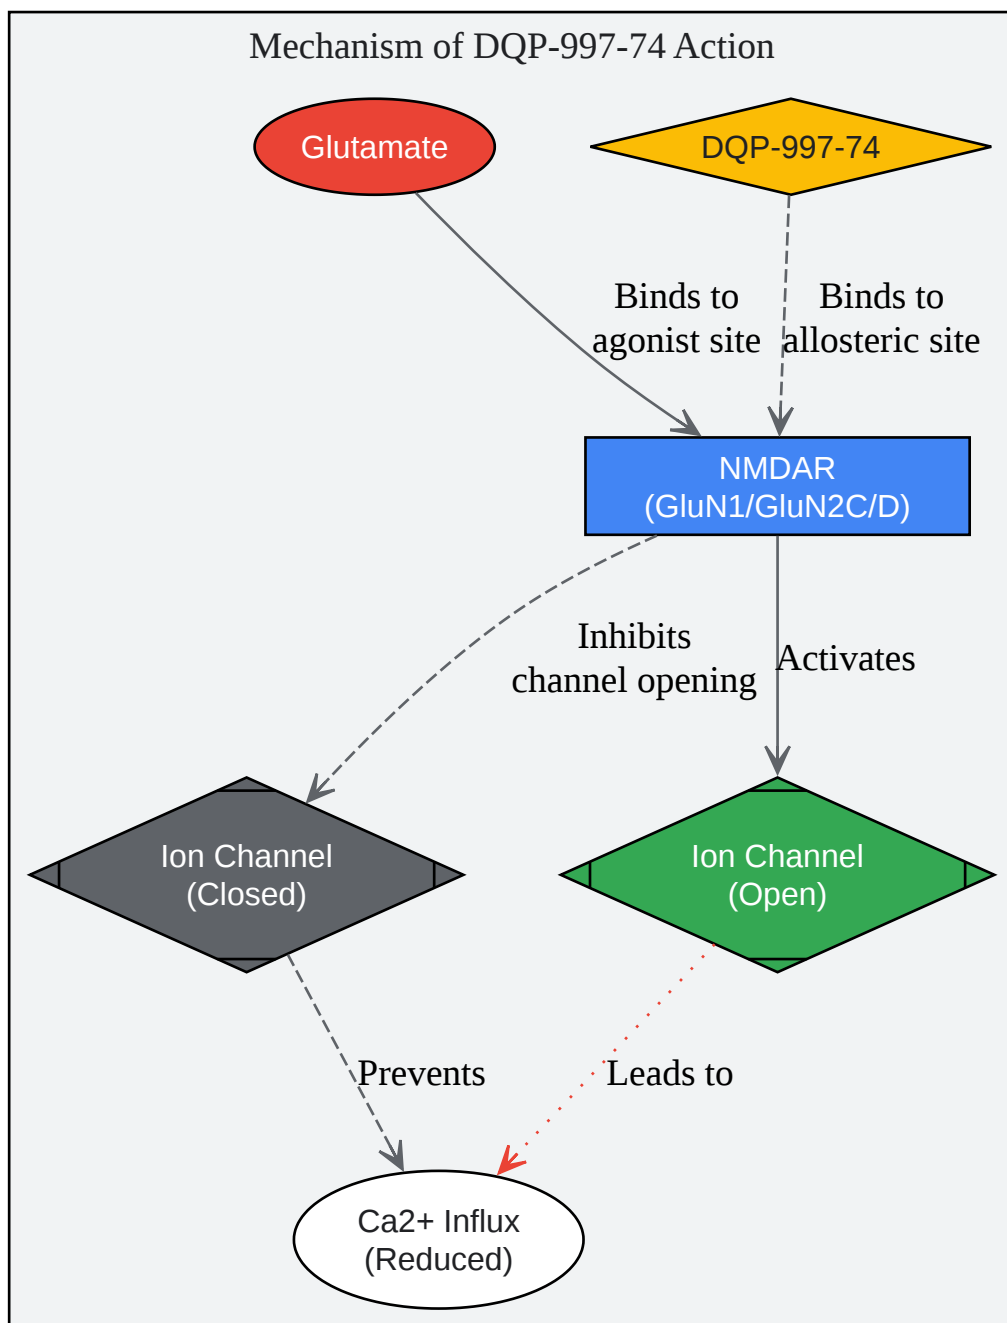 Mechanism of DQP-997-74 Action
Glutamate
DQP-997-74
Binds to
agonist site
Binds to
allosteric site
NMDAR
(GluN1/GluN2C/D)
Inhibits
channel opening
Activates
Ion Channel
(Closed)
Ion Channel
(Open)
Prevents
Leads to
Ca2+ Influx
(Reduced)